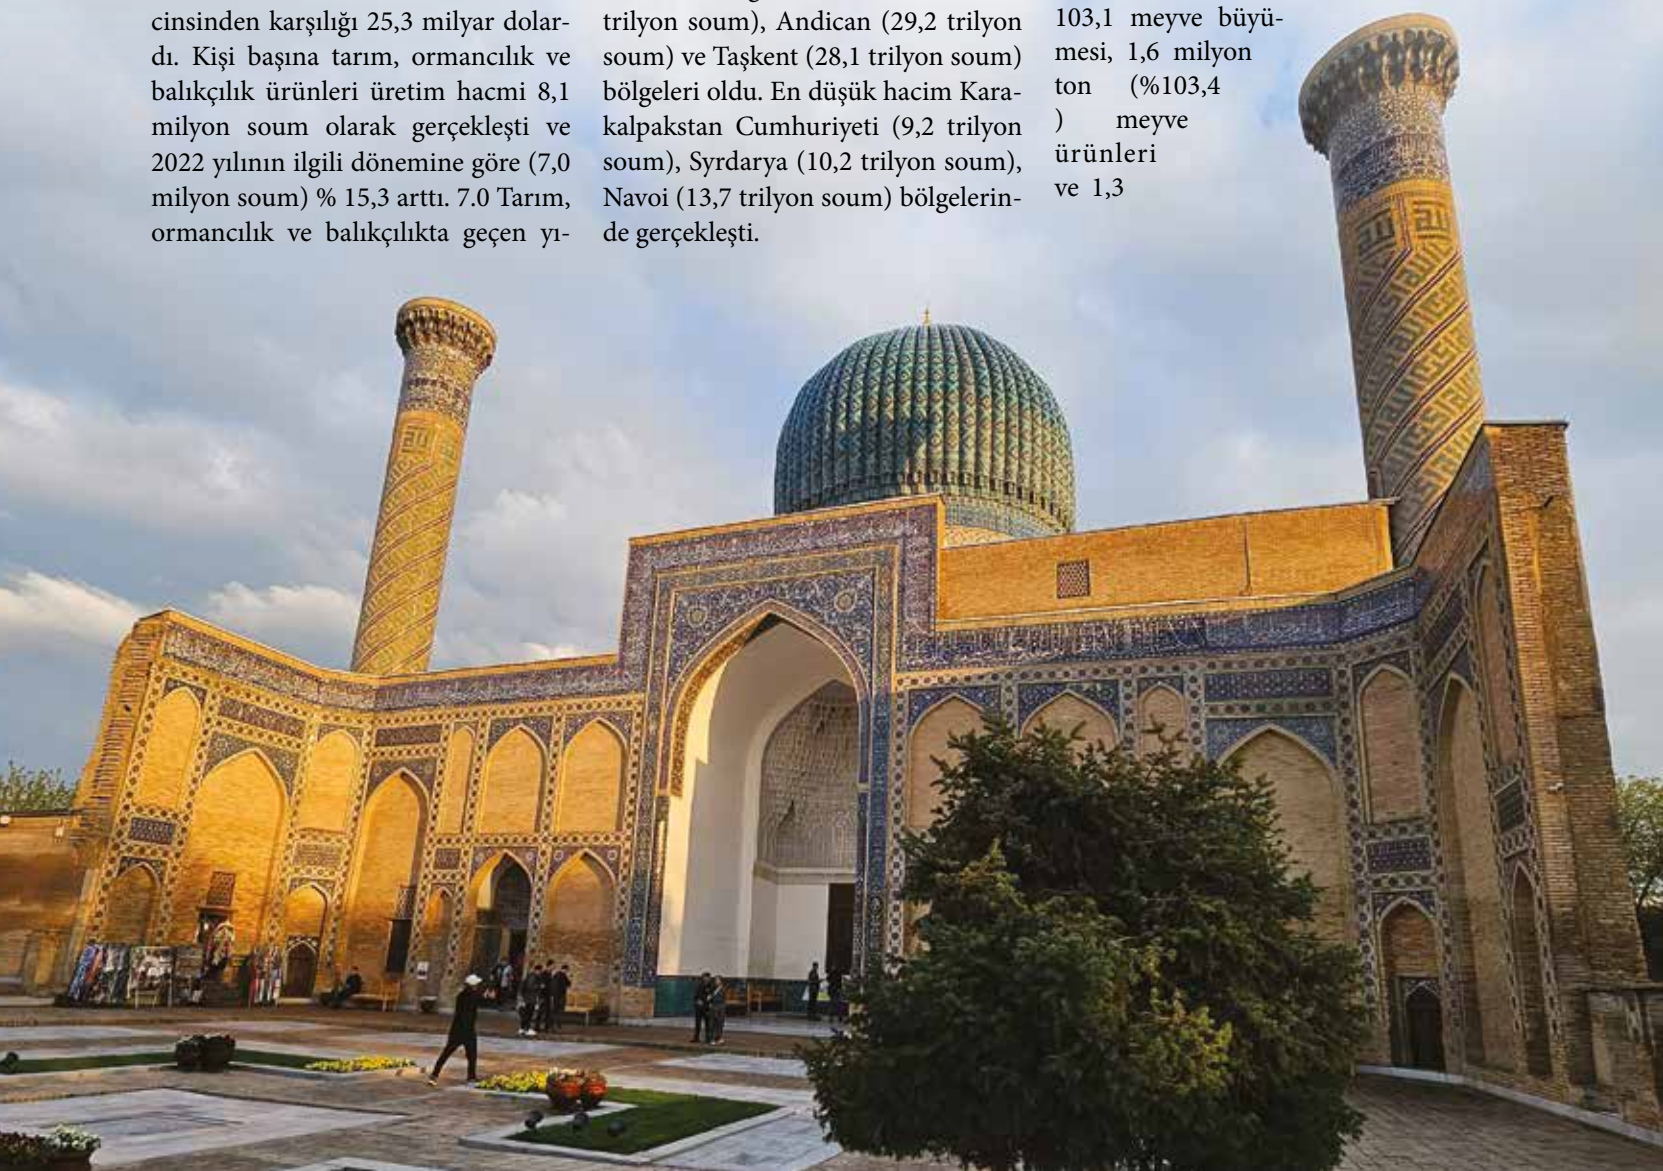 cinsinden karşılığı 25,3 milyar dolar-
dı. Kişi başına tarım, ormancılık ve
balıkçılık ürünleri üretim hacmi 8,1
milyon soum olarak gerçekleşti ve
2022 yılının ilgili dönemine göre (7,0
milyon soum) % 15,3 arttı. 7.0 Tarım,
ormancılık ve balıkçılıkta geçen yı-
trilyon soum), Andican (29,2 trilyon
soum) ve Taşkent (28,1 trilyon soum)
bölgeleri oldu. En düşük hacim Kara-
kalpakstan Cumhuriyeti (9,2 trilyon
soum), Syrdarya (10,2 trilyon soum),
Navoi (13,7 trilyon soum) bölgelerin-
de gerçekleşti.
103,1 meyve büyü-
mesi, 1,6 milyon
ton (%103,4
) meyve
ürünleri
ve 1,3